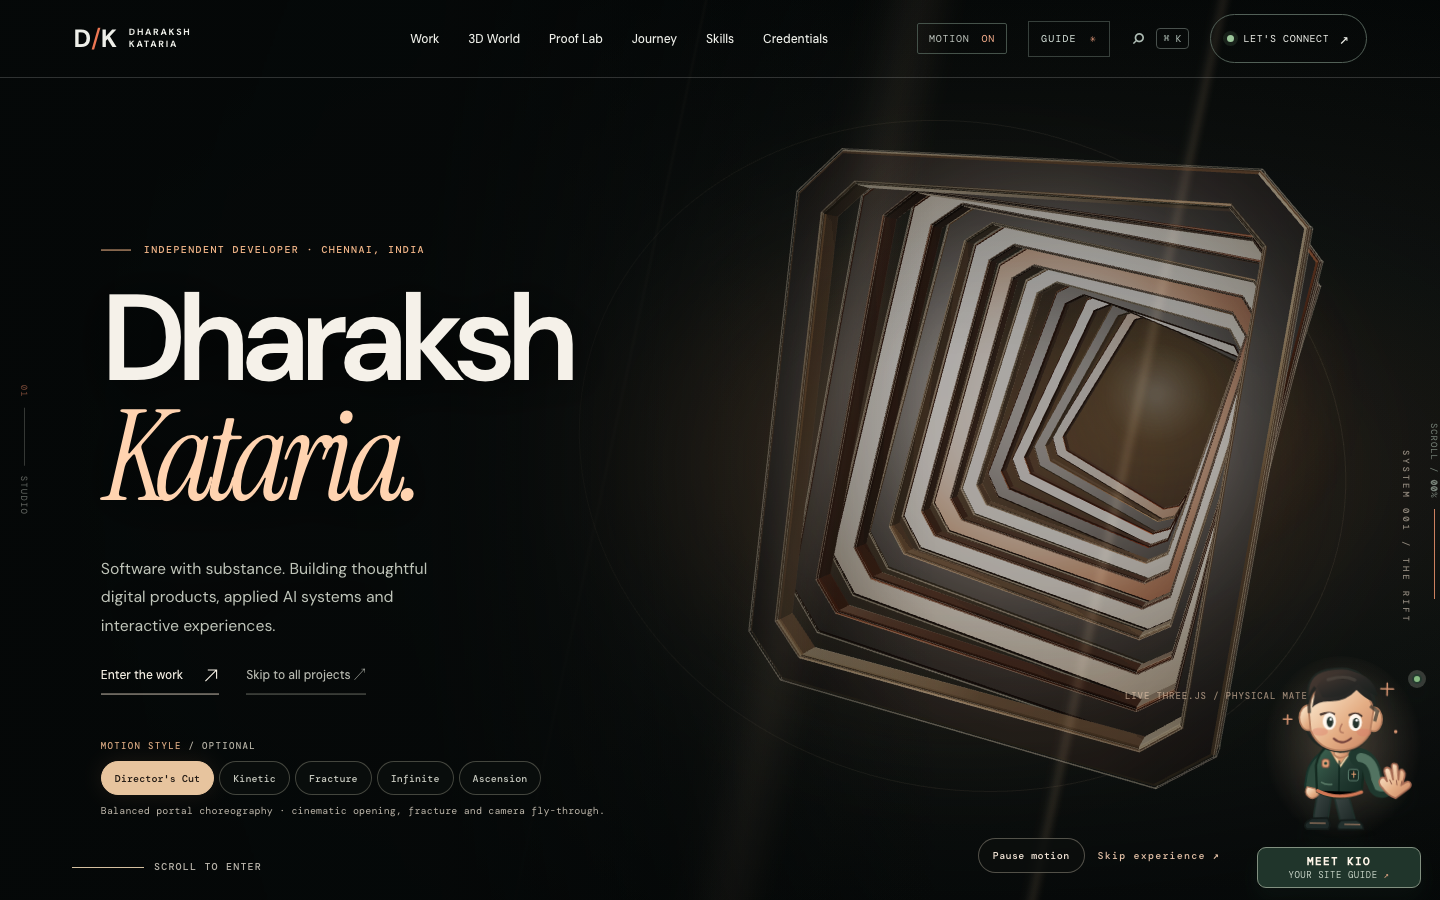 D/K DHARAKSH KATARIA
Work
3D World
Proof Lab
Journey
Skills
Credentials
MOTION ON
GUIDE ✳
⌘ K
LET'S CONNECT ↗
INDEPENDENT DEVELOPER · CHENNAI, INDIA
Dharaksh
Kataria.
01
STUDIO
Software with substance. Building thoughtful
digital products, applied AI systems and
interactive experiences.
Enter the work
Skip to all projects ↗
MOTION STYLE / OPTIONAL
Director's Cut
Kinetic
Fracture
Infinite
Ascension
Balanced portal choreography · cinematic opening, fracture and camera fly-through.
SCROLL TO ENTER
SCROLL / 00%
SYSTEM 001 / THE RIFT
LIVE THREE.JS / PHYSICAL MATE
Pause motion
Skip experience ↗
MEET KIO
YOUR SITE GUIDE ↗